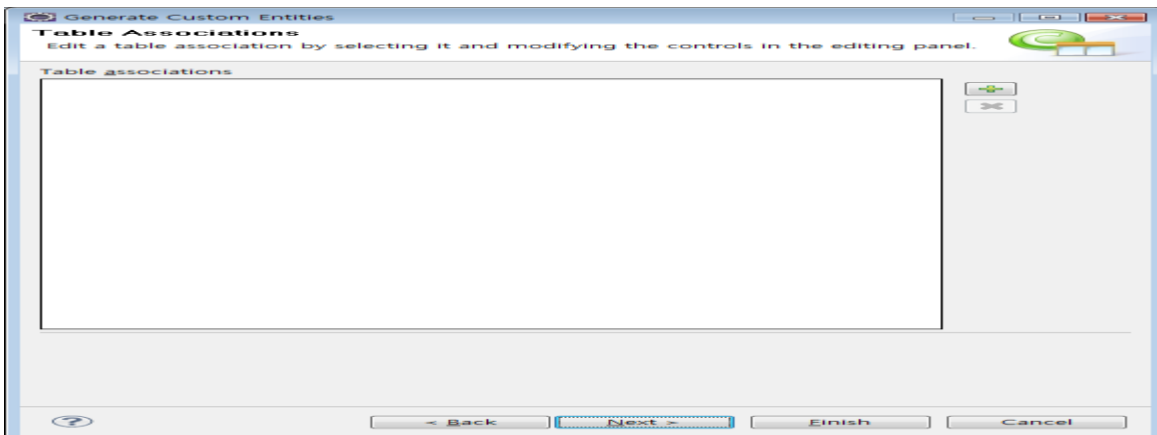 Generate Custom Entities
Table Associations
Edit a table association by selecting it and modifying the controls in the editing panel.
Table associations
?
< Back Next > Finish Cancel